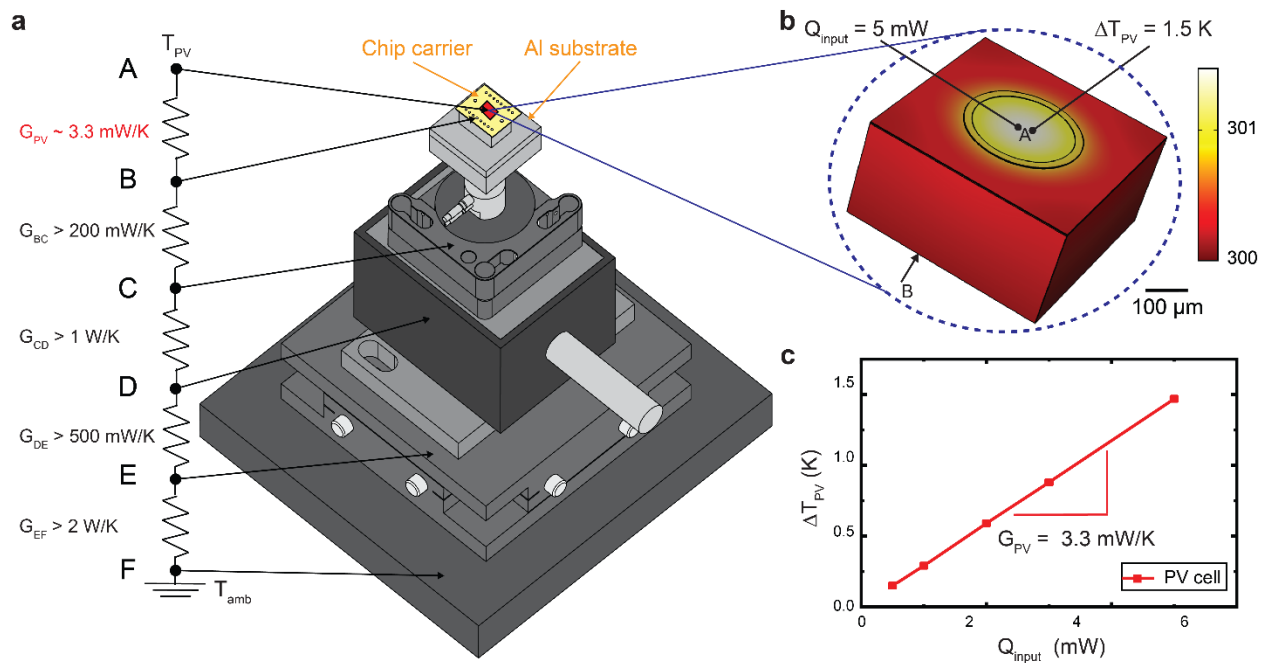 a
T_PV
A
G_PV ~ 3.3 mW/K
B
G_BC > 200 mW/K
C
G_CD > 1 W/K
D
G_DE > 500 mW/K
E
G_EF > 2 W/K
F
T_amb
Chip carrier
Al substrate
b
Q_input = 5 mW
ΔT_PV = 1.5 K
A
B
301
300
100 µm
c
1.5
1.0
0.5
0.0
ΔT_PV (K)
G_PV = 3.3 mW/K
PV cell
0 2 4 6
Q_input (mW)